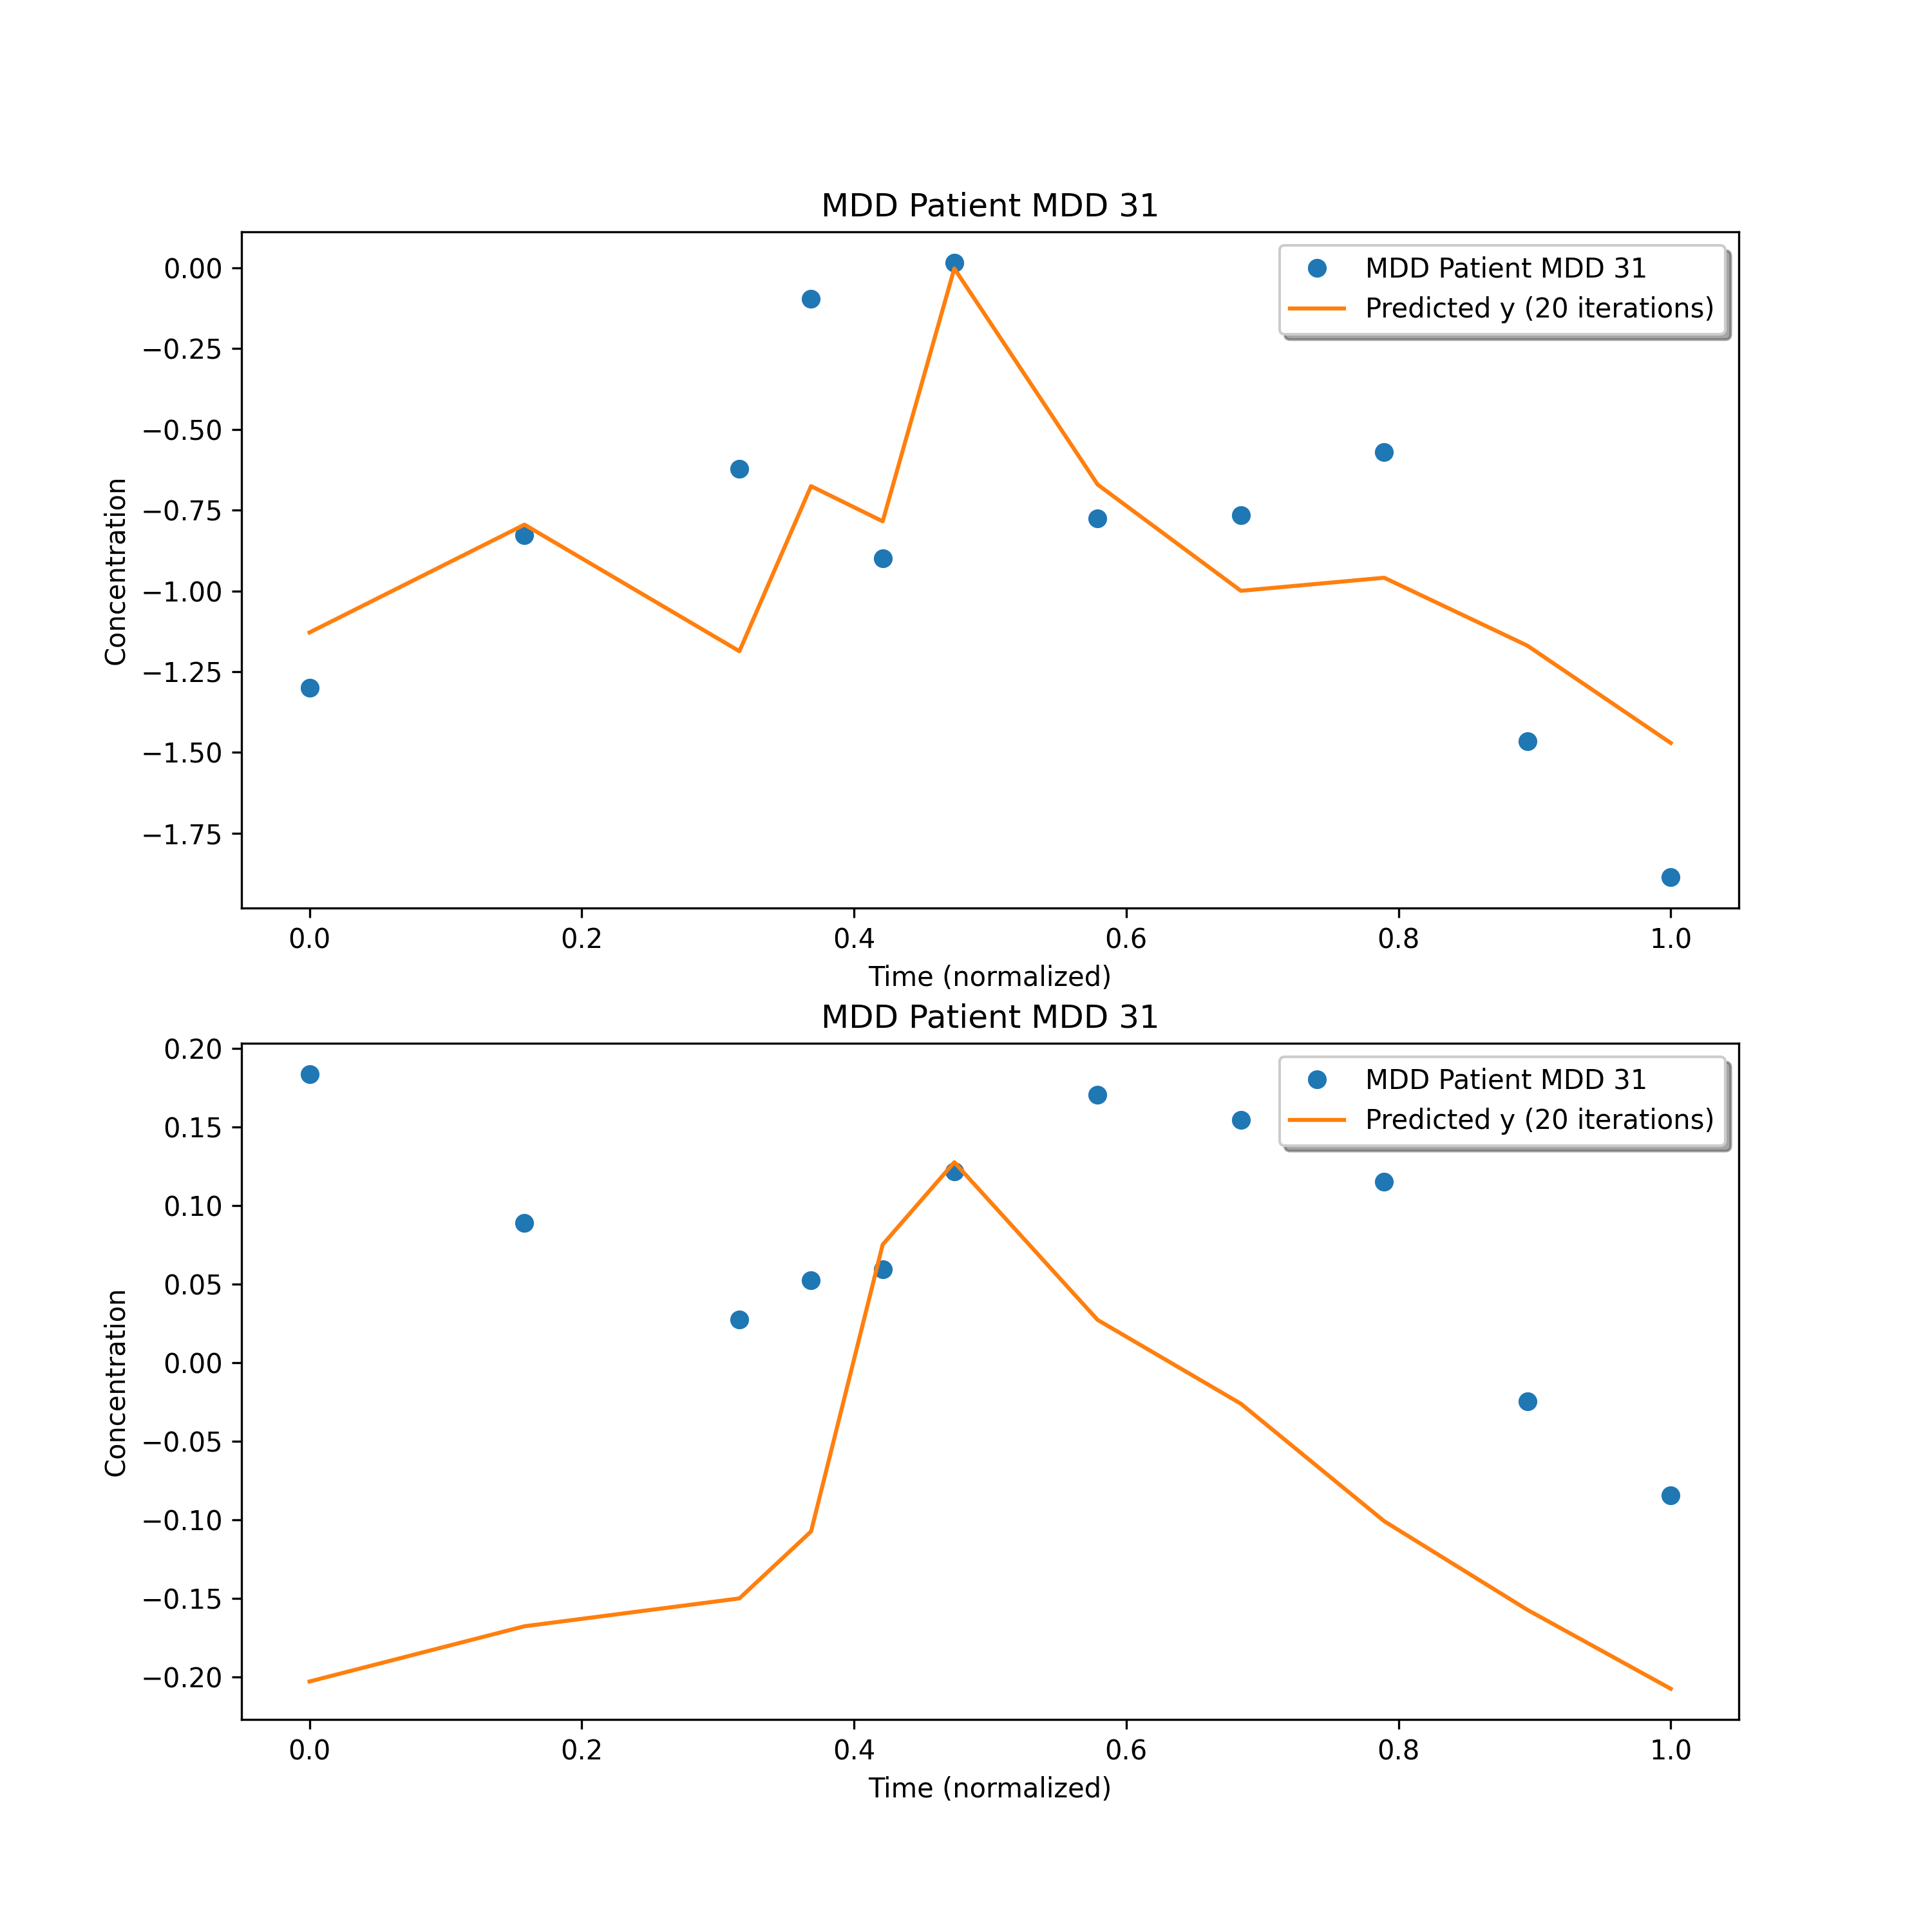 MDD Patient MDD 31
MDD Patient MDD 31
Predicted y (20 iterations)
0.00
−0.25
−0.50
−0.75
−1.00
−1.25
−1.50
−1.75
Concentration
0.0 0.2 0.4 0.6 0.8 1.0
Time (normalized)
MDD Patient MDD 31
MDD Patient MDD 31
Predicted y (20 iterations)
0.20
0.15
0.10
0.05
0.00
−0.05
−0.10
−0.15
−0.20
Concentration
0.0 0.2 0.4 0.6 0.8 1.0
Time (normalized)